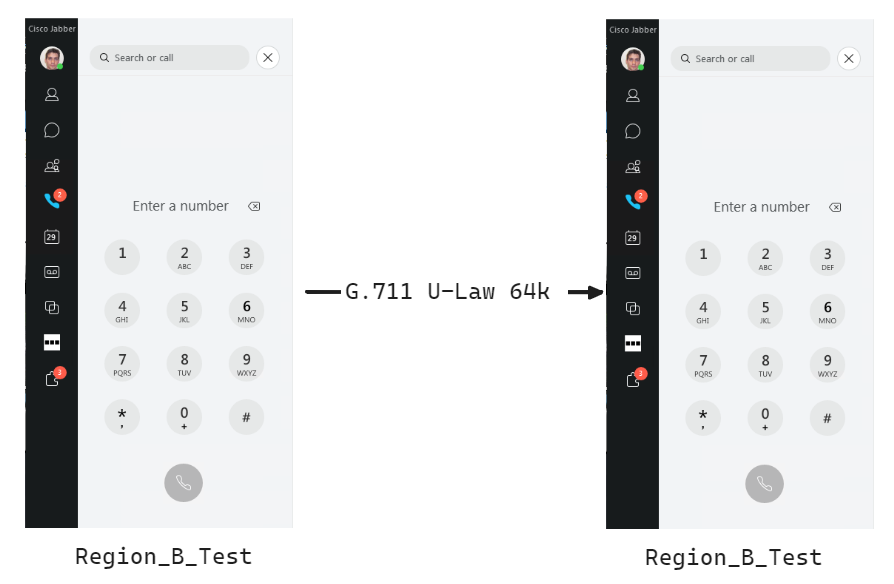 Cisco Jabber
Search or call
2
29
3
Enter a number
1
2
ABC
3
DEF
4
GHI
5
JKL
6
MNO
7
PQRS
8
TUV
9
WXYZ
*
,
0
+
#
Region_B_Test
G.711 U-Law 64k
Cisco Jabber
Search or call
2
29
3
Enter a number
1
2
ABC
3
DEF
4
GHI
5
JKL
6
MNO
7
PQRS
8
TUV
9
WXYZ
*
,
0
+
#
Region_B_Test